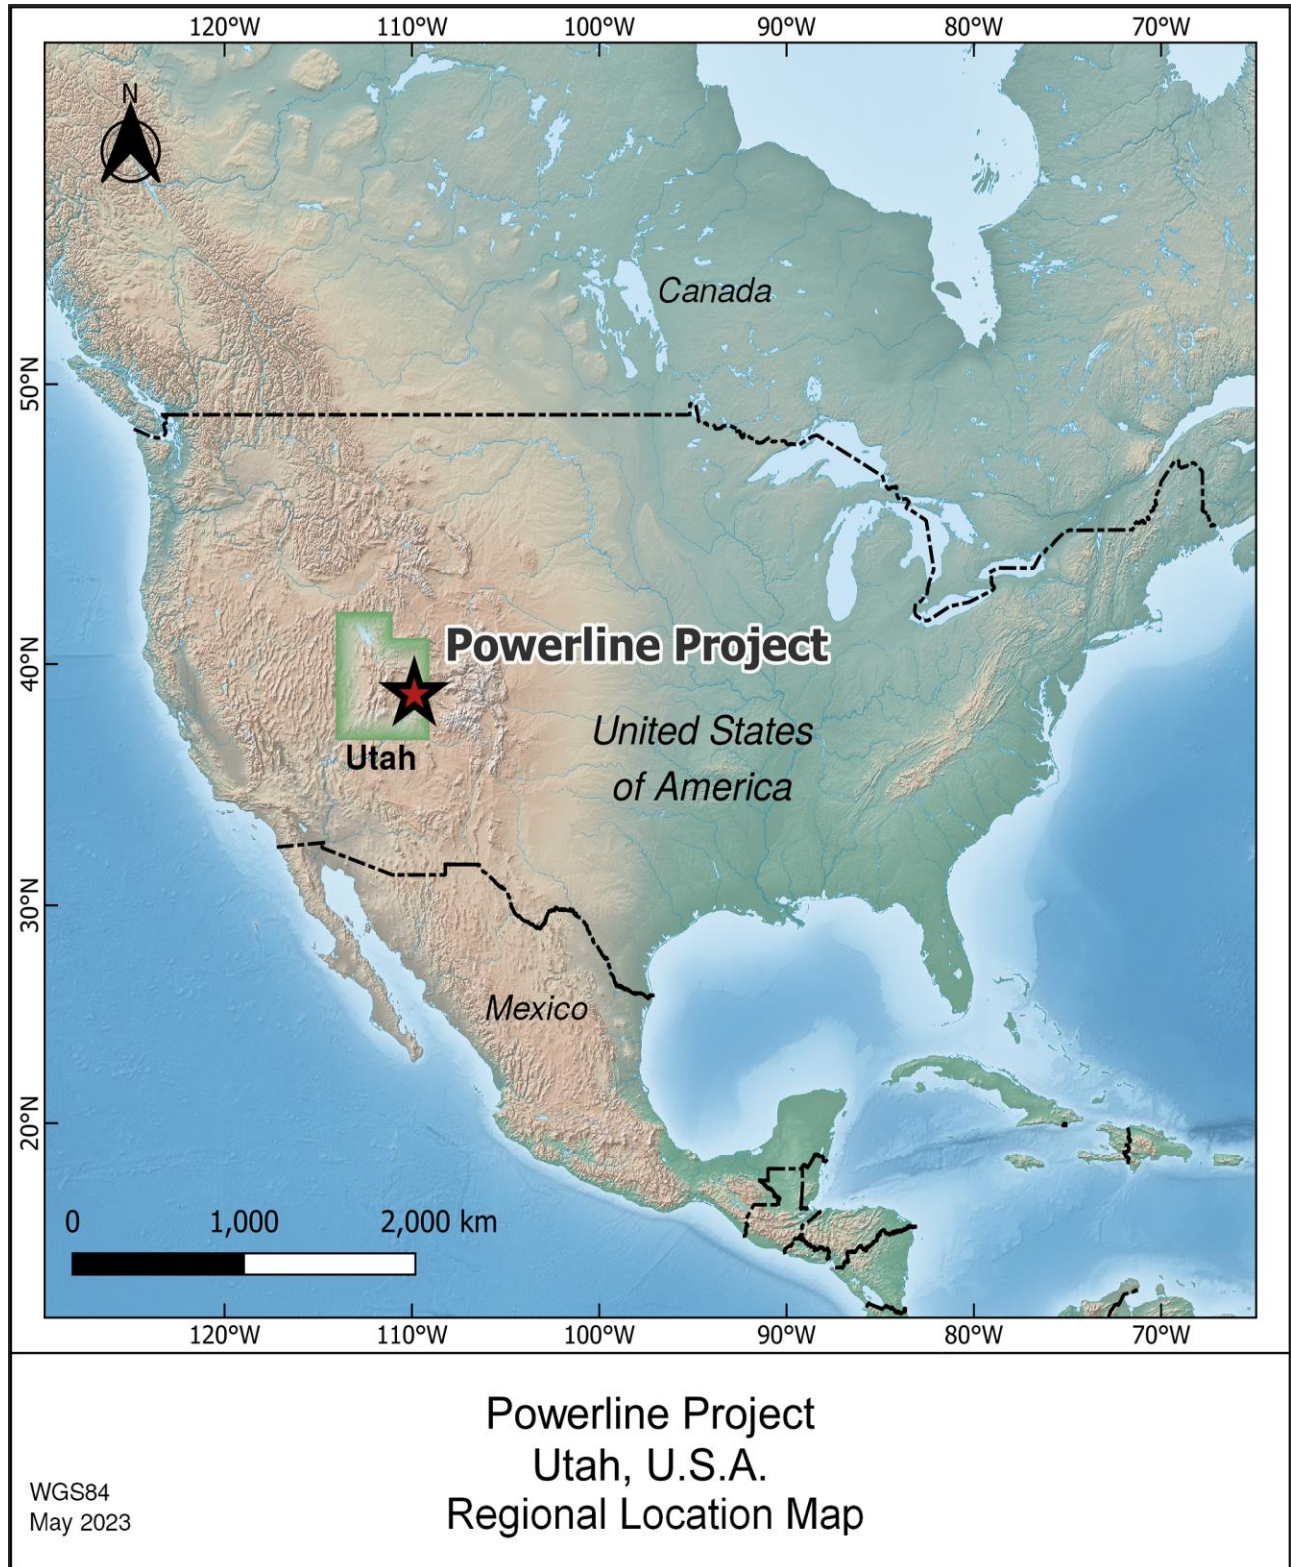 120°W 110°W 100°W 90°W 80°W 70°W
N
Canada
50°N
40°N
Powerline Project
United States
of America
Utah
30°N
Mexico
20°N
0 1,000 2,000 km
120°W 110°W 100°W 90°W 80°W 70°W
Powerline Project
Utah, U.S.A.
Regional Location Map
WGS84
May 2023